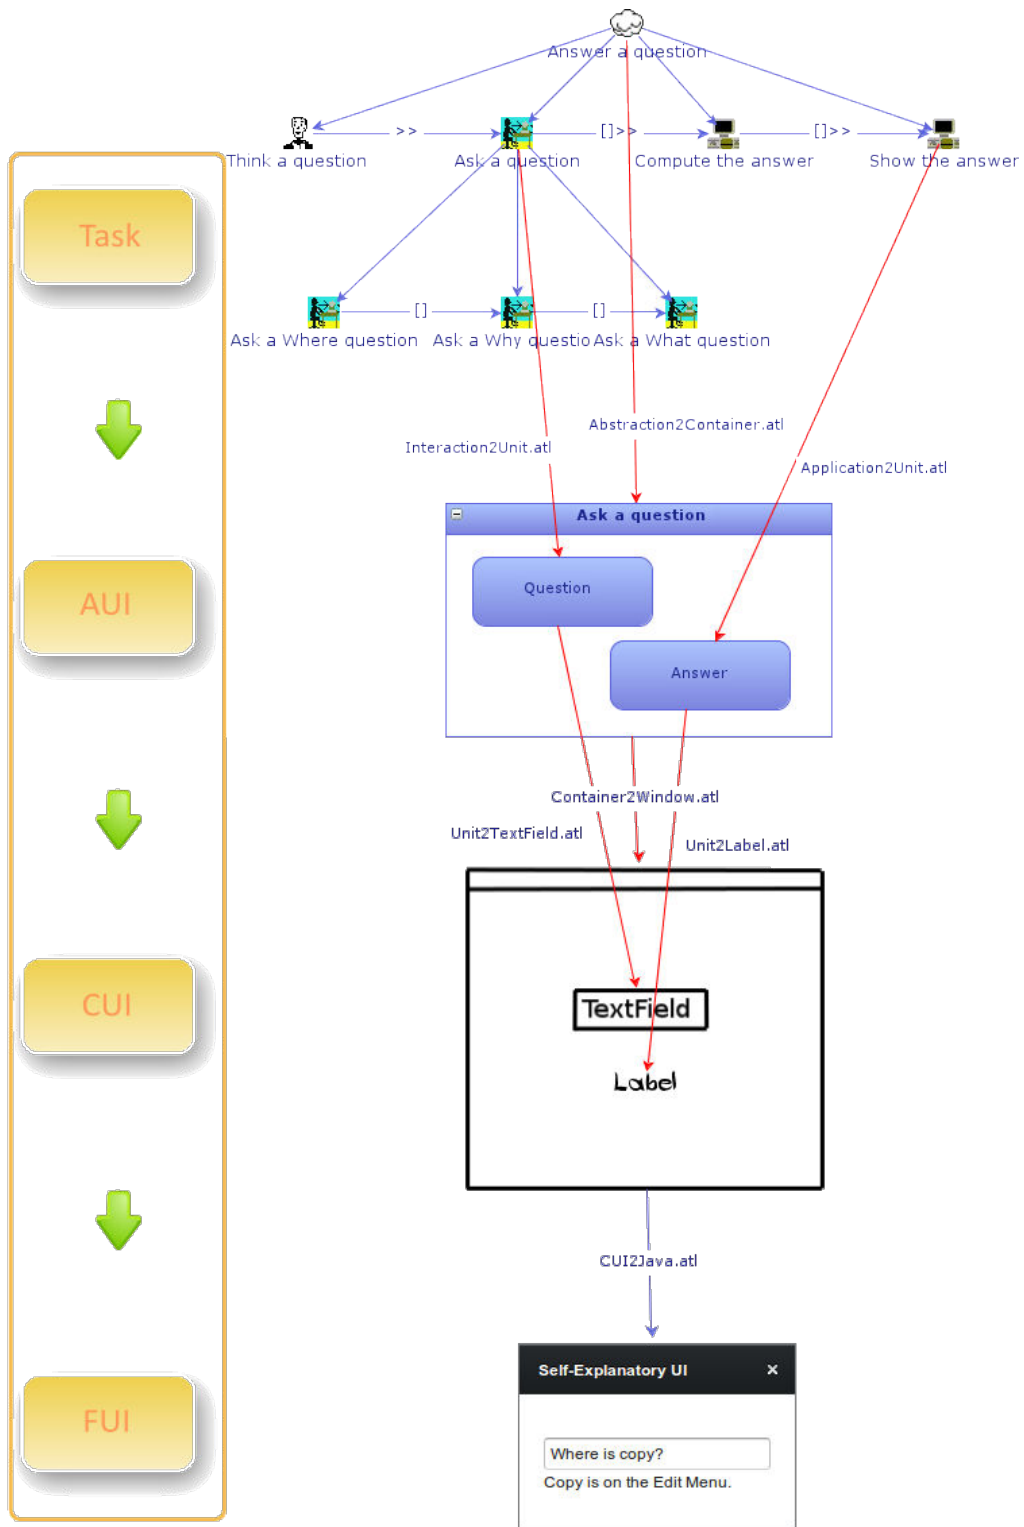 Answer a question
>>
[]>>
[]>>
Think a question
Ask a question
Compute the answer
Show the answer
Task
[]
[]
Ask a Where question
Ask a Why questio
Ask a What question
Abstraction2Container.atl
Interaction2Unit.atl
Application2Unit.atl
Ask a question
Question
AUI
Answer
Container2Window.atl
Unit2TextField.atl
Unit2Label.atl
CUI
TextField
Label
CUI2Java.atl
Self-Explanatory UI ×
FUI
Where is copy?
Copy is on the Edit Menu.